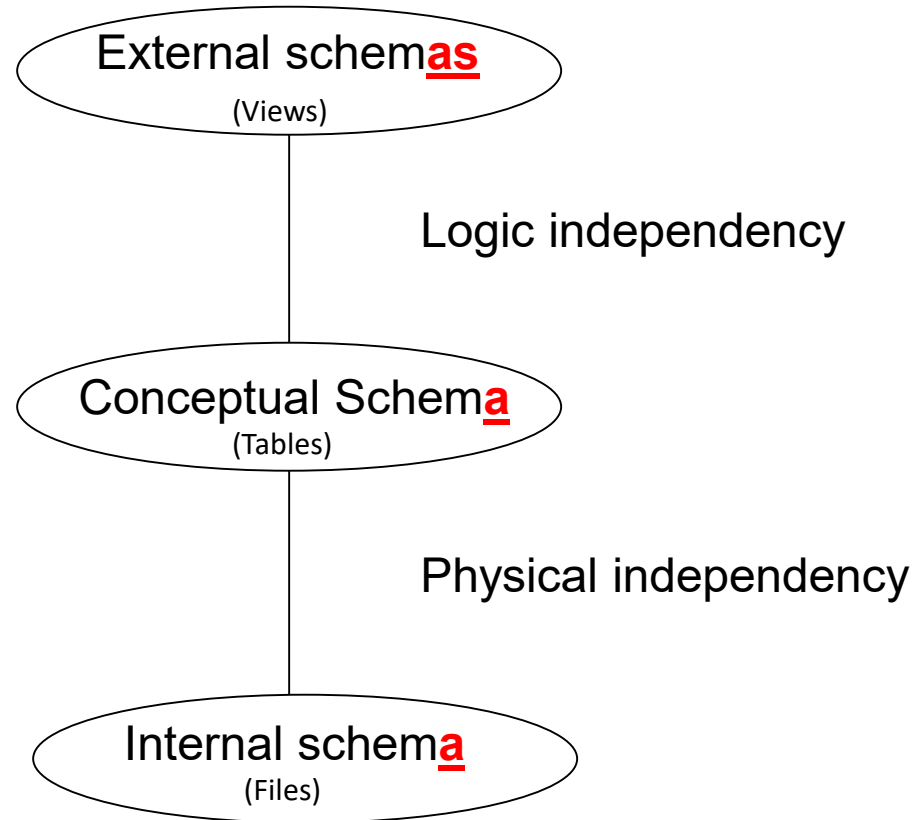 External schemas
(Views)
Logic independency
Conceptual Schema
(Tables)
Physical independency
Internal schema
(Files)